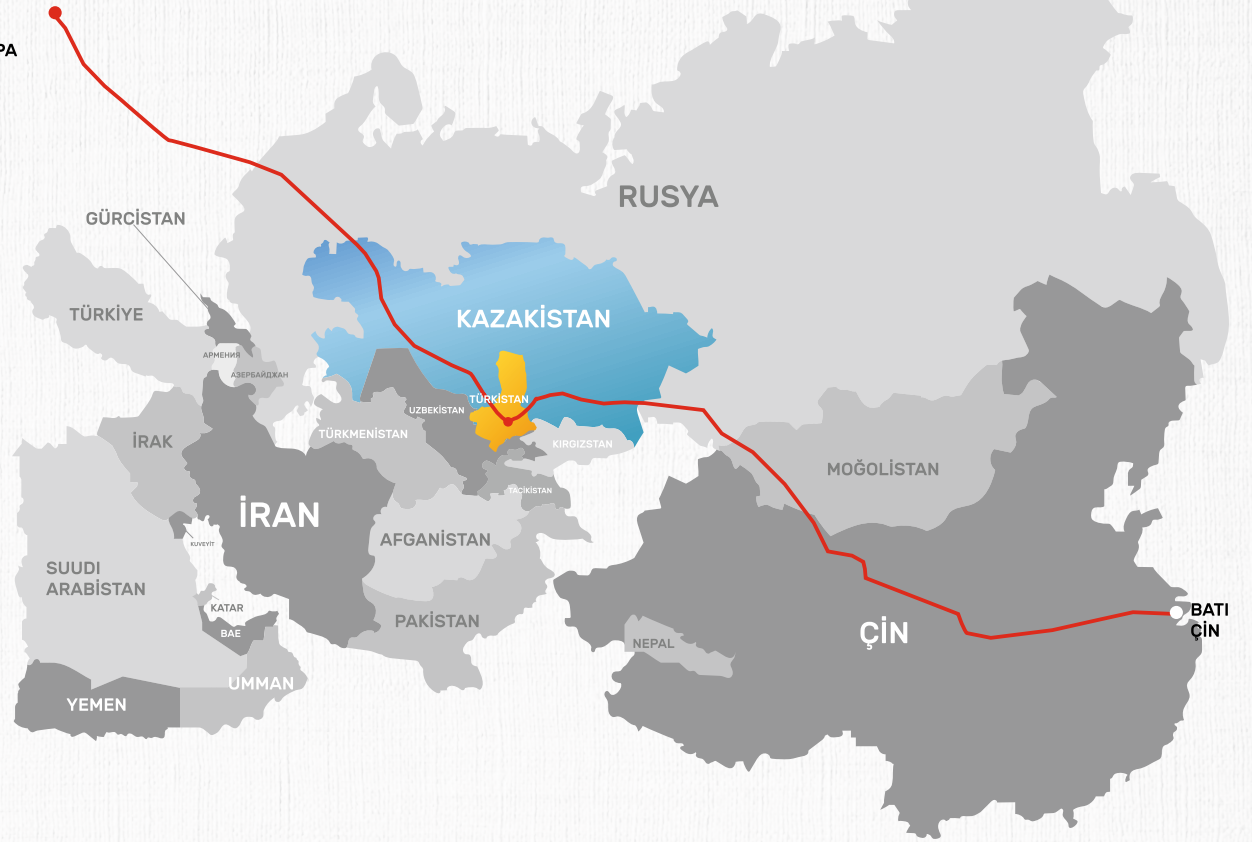 PA
RUSYA
GÜRCİSTAN
TÜRKİYE
KAZAKİSTAN
АРМЕНИЯ
АЗЕРБАЙДЖАН
TÜRKİSTAN
UZBEKİSTAN
TÜRKMENİSTAN
İRAK
KIRGIZSTAN
MOĞOLİSTAN
TACİKİSTAN
İRAN
AFGANİSTAN
KUVEYİT
SUUDI
ARABİSTAN
KATAR
BATI
ÇİN
PAKİSTAN
BAE
ÇİN
NEPAL
UMMAN
YEMEN